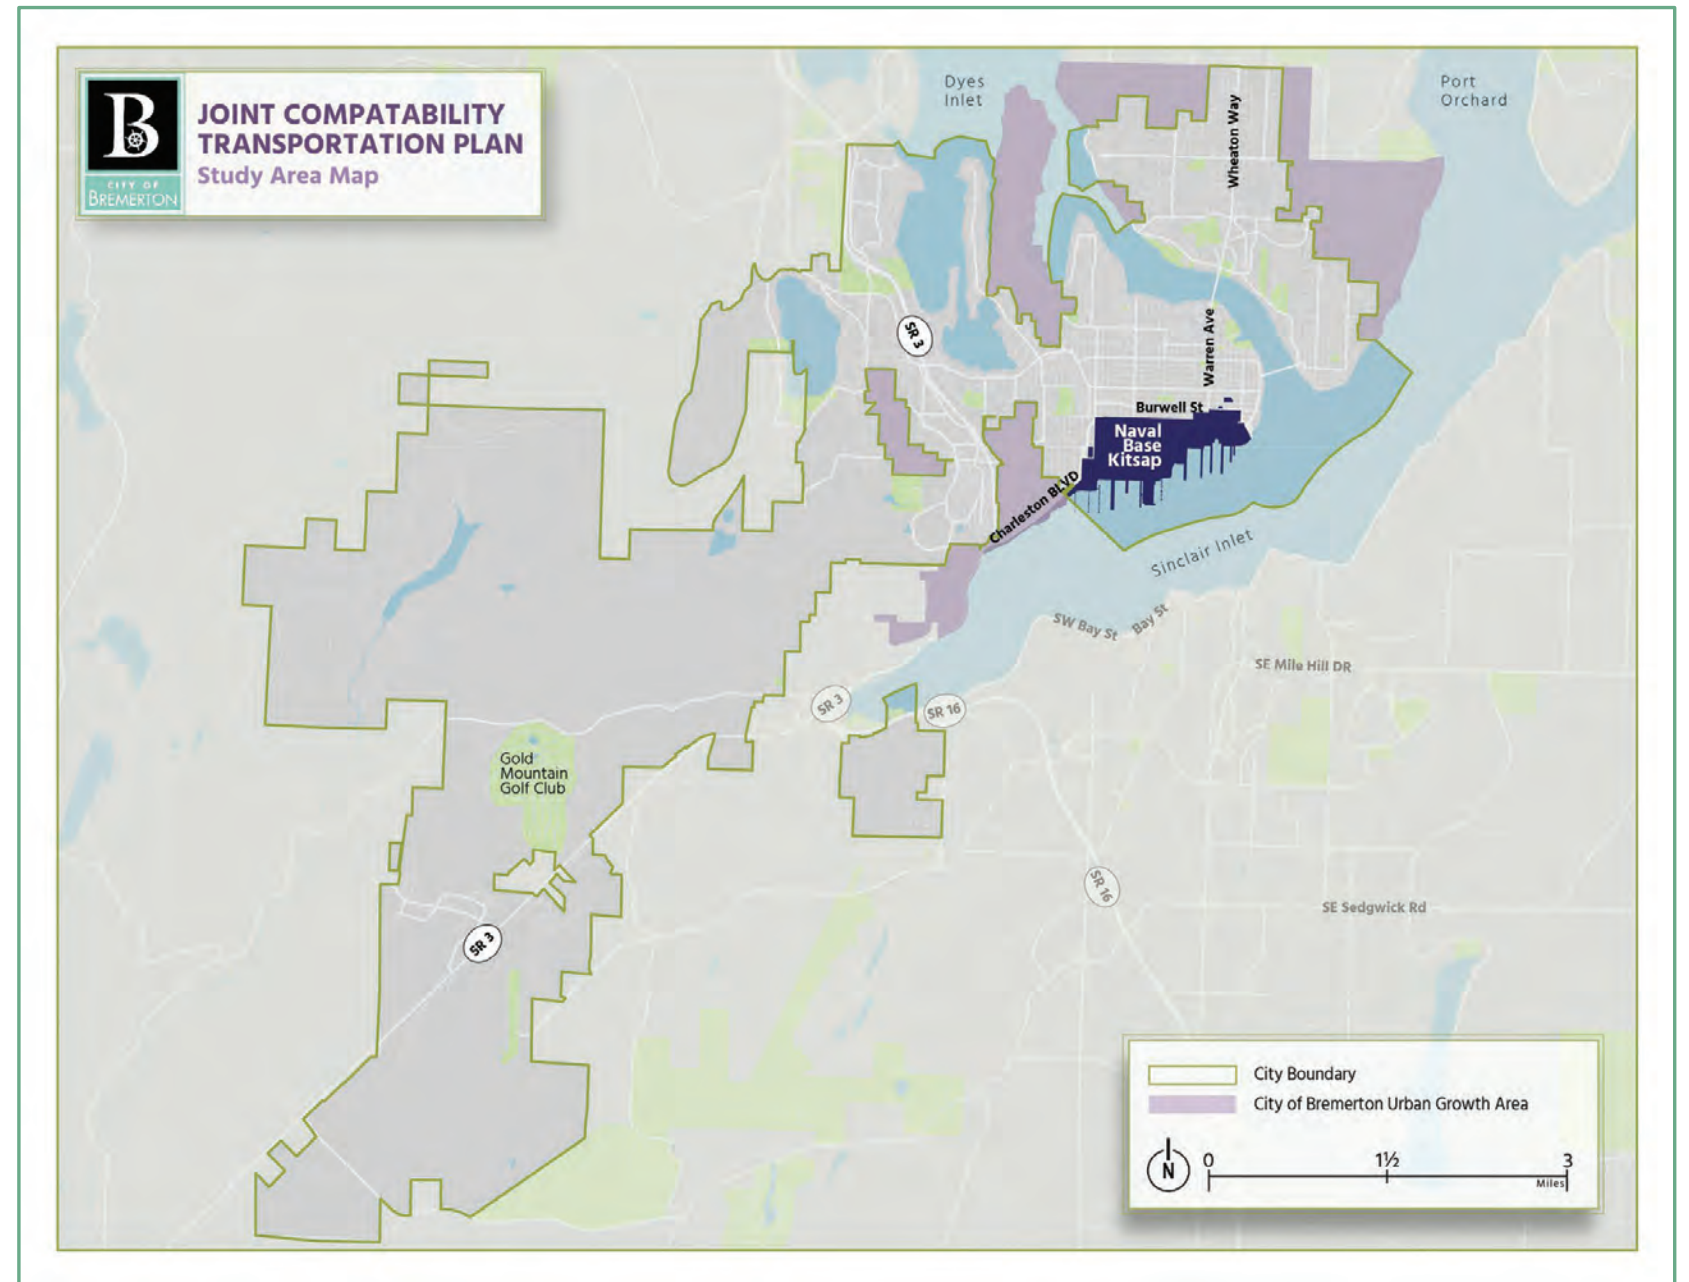 B
CITY OF
BREMERTON
JOINT COMPATABILITY
TRANSPORTATION PLAN
Study Area Map
Dyes
Inlet
Port
Orchard
Wheaton Way
SR 3
Warren Ave
Burwell St
Naval
Base
Kitsap
Charleston BLVD
Sinclair Inlet
SW Bay St
Bay St
SE Mile Hill DR
SR 3
SR 16
Gold
Mountain
Golf Club
SR 16
SE Sedgwick Rd
SR 3
City Boundary
City of Bremerton Urban Growth Area
N
0 1½ 3
Miles